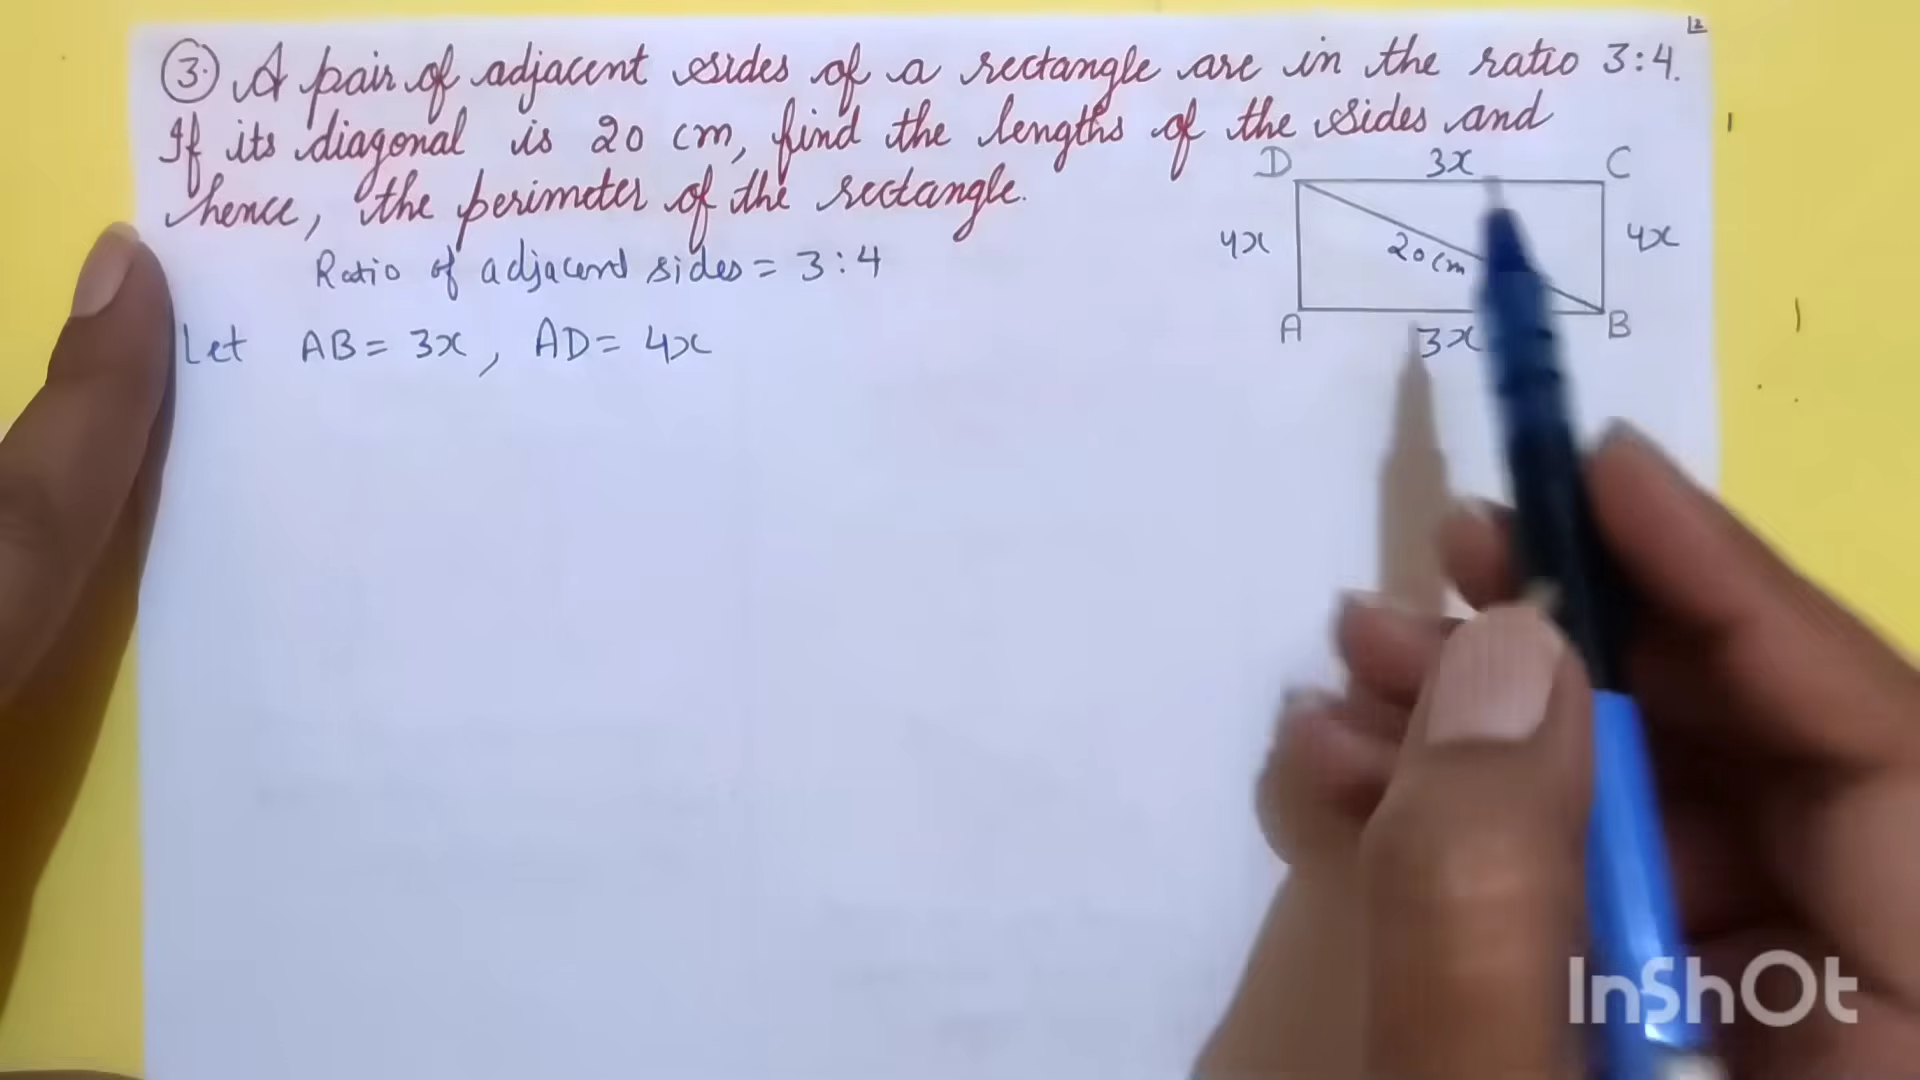 ③ A pair of adjacent sides of a rectangle are in the ratio 3:4.
If its diagonal is 20 cm, find the lengths of the sides and
hence, the perimeter of the rectangle.
Ratio of adjacent sides = 3:4
Let AB = 3x, AD = 4x
D 3x C
4x 20cm 4x
A 3x B
InShOt